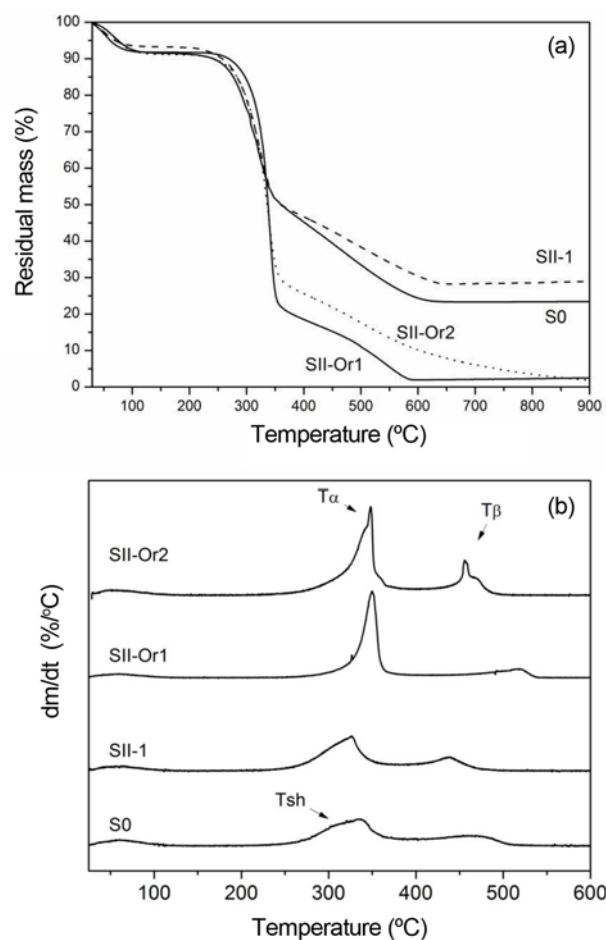 (a)
100
90
80
70
60
50
40
30
20
10
0
Residual mass (%)
SII-1
S0
SII-Or2
SII-Or1
100 200 300 400 500 600 700 800 900
Temperature (ºC)
(b)
Tα
Tβ
SII-Or2
SII-Or1
SII-1
Tsh
S0
dm/dt (%/ºC)
100 200 300 400 500 600
Temperature (ºC)